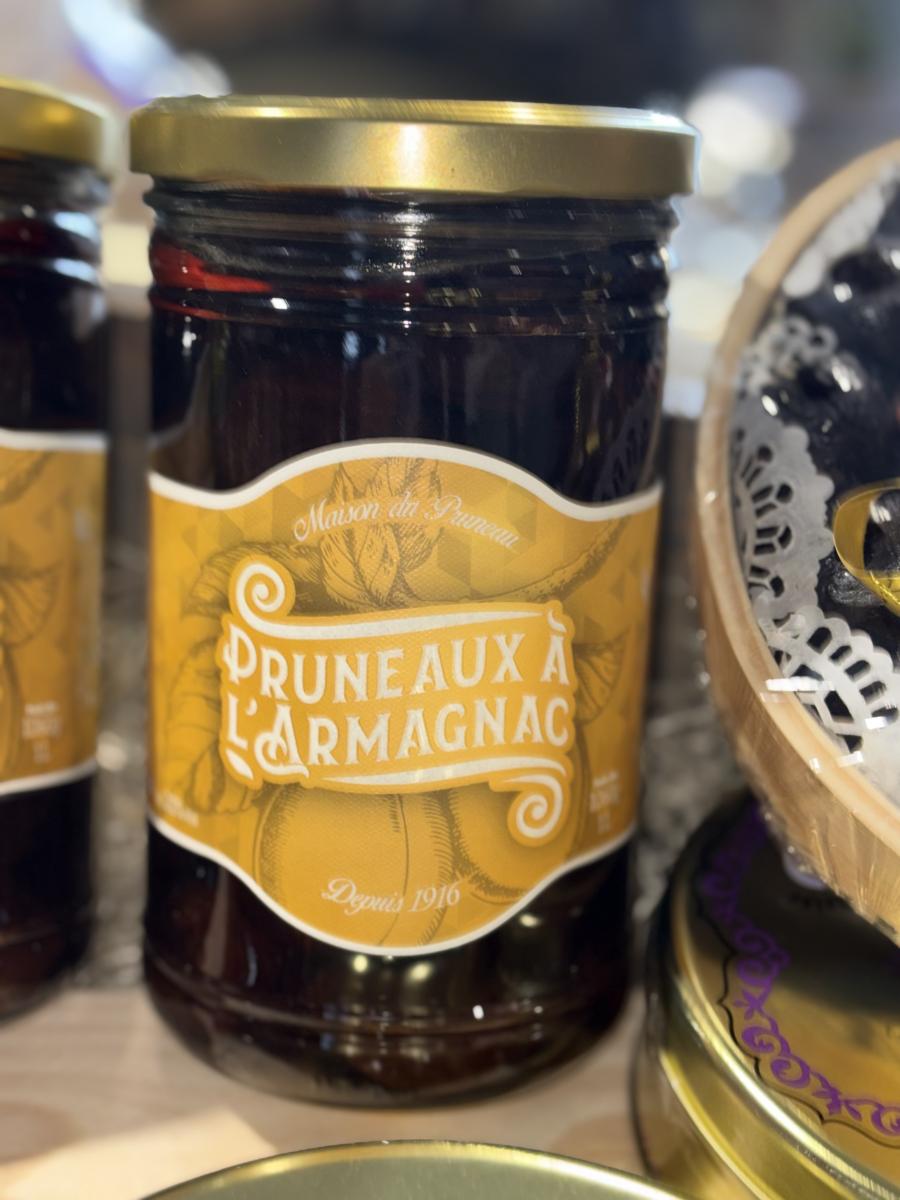 Maison du Pruneau
PRUNEAUX À
L'ARMAGNAC
Depuis 1916